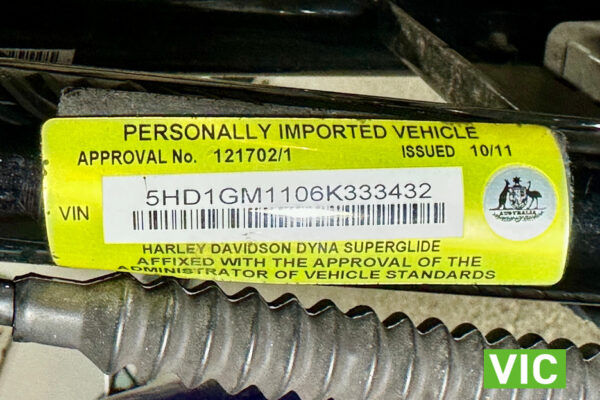 PERSONALLY IMPORTED VEHICLE
APPROVAL No. 121702/1 ISSUED 10/11
5HD1GM1106K333432
VIN
AUSTRALIA
HARLEY DAVIDSON DYNA SUPERGLIDE
AFFIXED WITH THE APPROVAL OF THE
ADMINISTRATOR OF VEHICLE STANDARDS
VIC